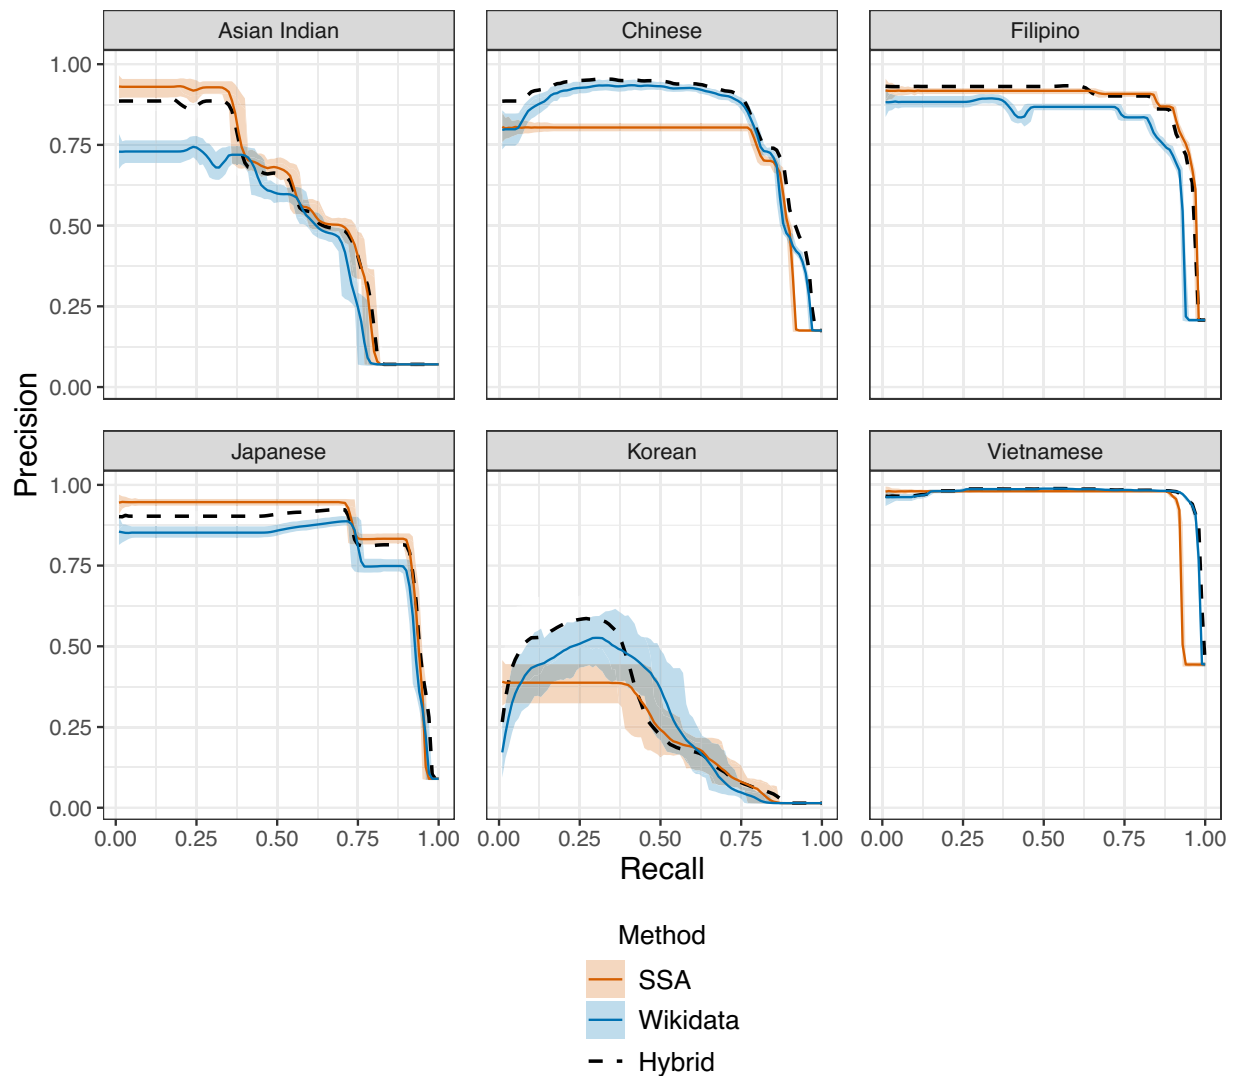 Asian Indian
Chinese
Filipino
1.00
0.75
0.50
0.25
0.00
Precision
Japanese
Korean
Vietnamese
1.00
0.75
0.50
0.25
0.00
0.00 0.25 0.50 0.75 1.00
0.00 0.25 0.50 0.75 1.00
0.00 0.25 0.50 0.75 1.00
Recall
Method
SSA
Wikidata
Hybrid